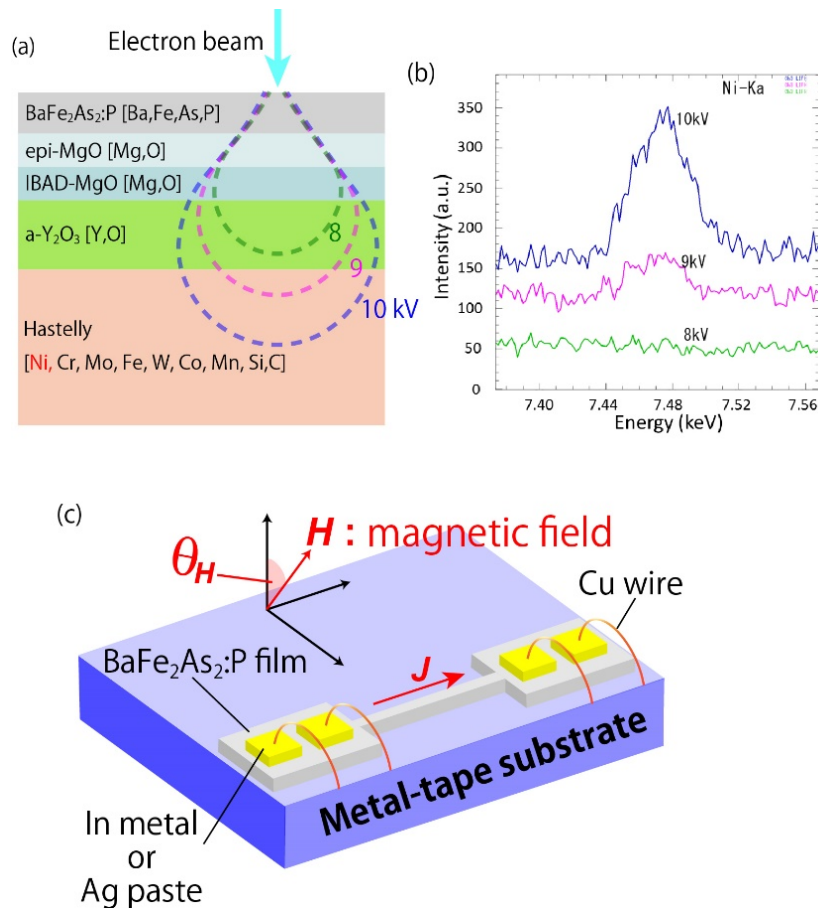 (a)
Electron beam
BaFe₂As₂:P [Ba,Fe,As,P]
epi-MgO [Mg,O]
IBAD-MgO [Mg,O]
a-Y₂O₃ [Y,O]
8
9
10 kV
Hastelly
[Ni, Cr, Mo, Fe, W, Co, Mn, Si,C]
(b)
Ni-Ka
10kV
9kV
8kV
Intensity (a.u.)
350
300
250
200
150
100
50
0
7.40
7.44
7.48
7.52
7.56
Energy (keV)
(c)
H : magnetic field
θH
Cu wire
BaFe₂As₂:P film
J
Metal-tape substrate
In metal
or
Ag paste